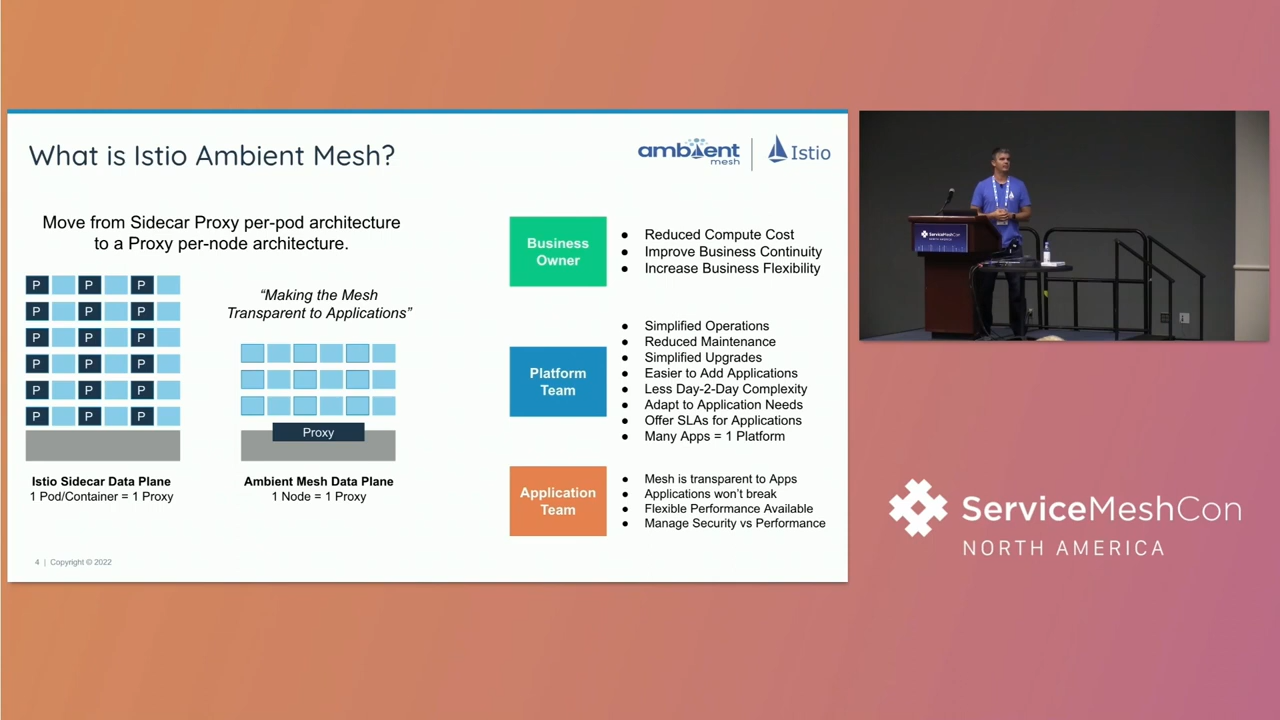 What is Istio Ambient Mesh?
ambient
mesh
Istio
Move from Sidecar Proxy per-pod architecture
to a Proxy per-node architecture.
“Making the Mesh
Transparent to Applications”
P P P
P P P
P P P
P P P
P P P
P P P
Proxy
Istio Sidecar Data Plane
1 Pod/Container = 1 Proxy
Ambient Mesh Data Plane
1 Node = 1 Proxy
Business
Owner
● Reduced Compute Cost
● Improve Business Continuity
● Increase Business Flexibility
Platform
Team
● Simplified Operations
● Reduced Maintenance
● Simplified Upgrades
● Easier to Add Applications
● Less Day-2-Day Complexity
● Adapt to Application Needs
● Offer SLAs for Applications
● Many Apps = 1 Platform
Application
Team
● Mesh is transparent to Apps
● Applications won’t break
● Flexible Performance Available
● Manage Security vs Performance
4 | Copyright © 2022
ServiceMeshCon
NORTH AMERICA
ServiceMeshCon
NORTH AMERICA